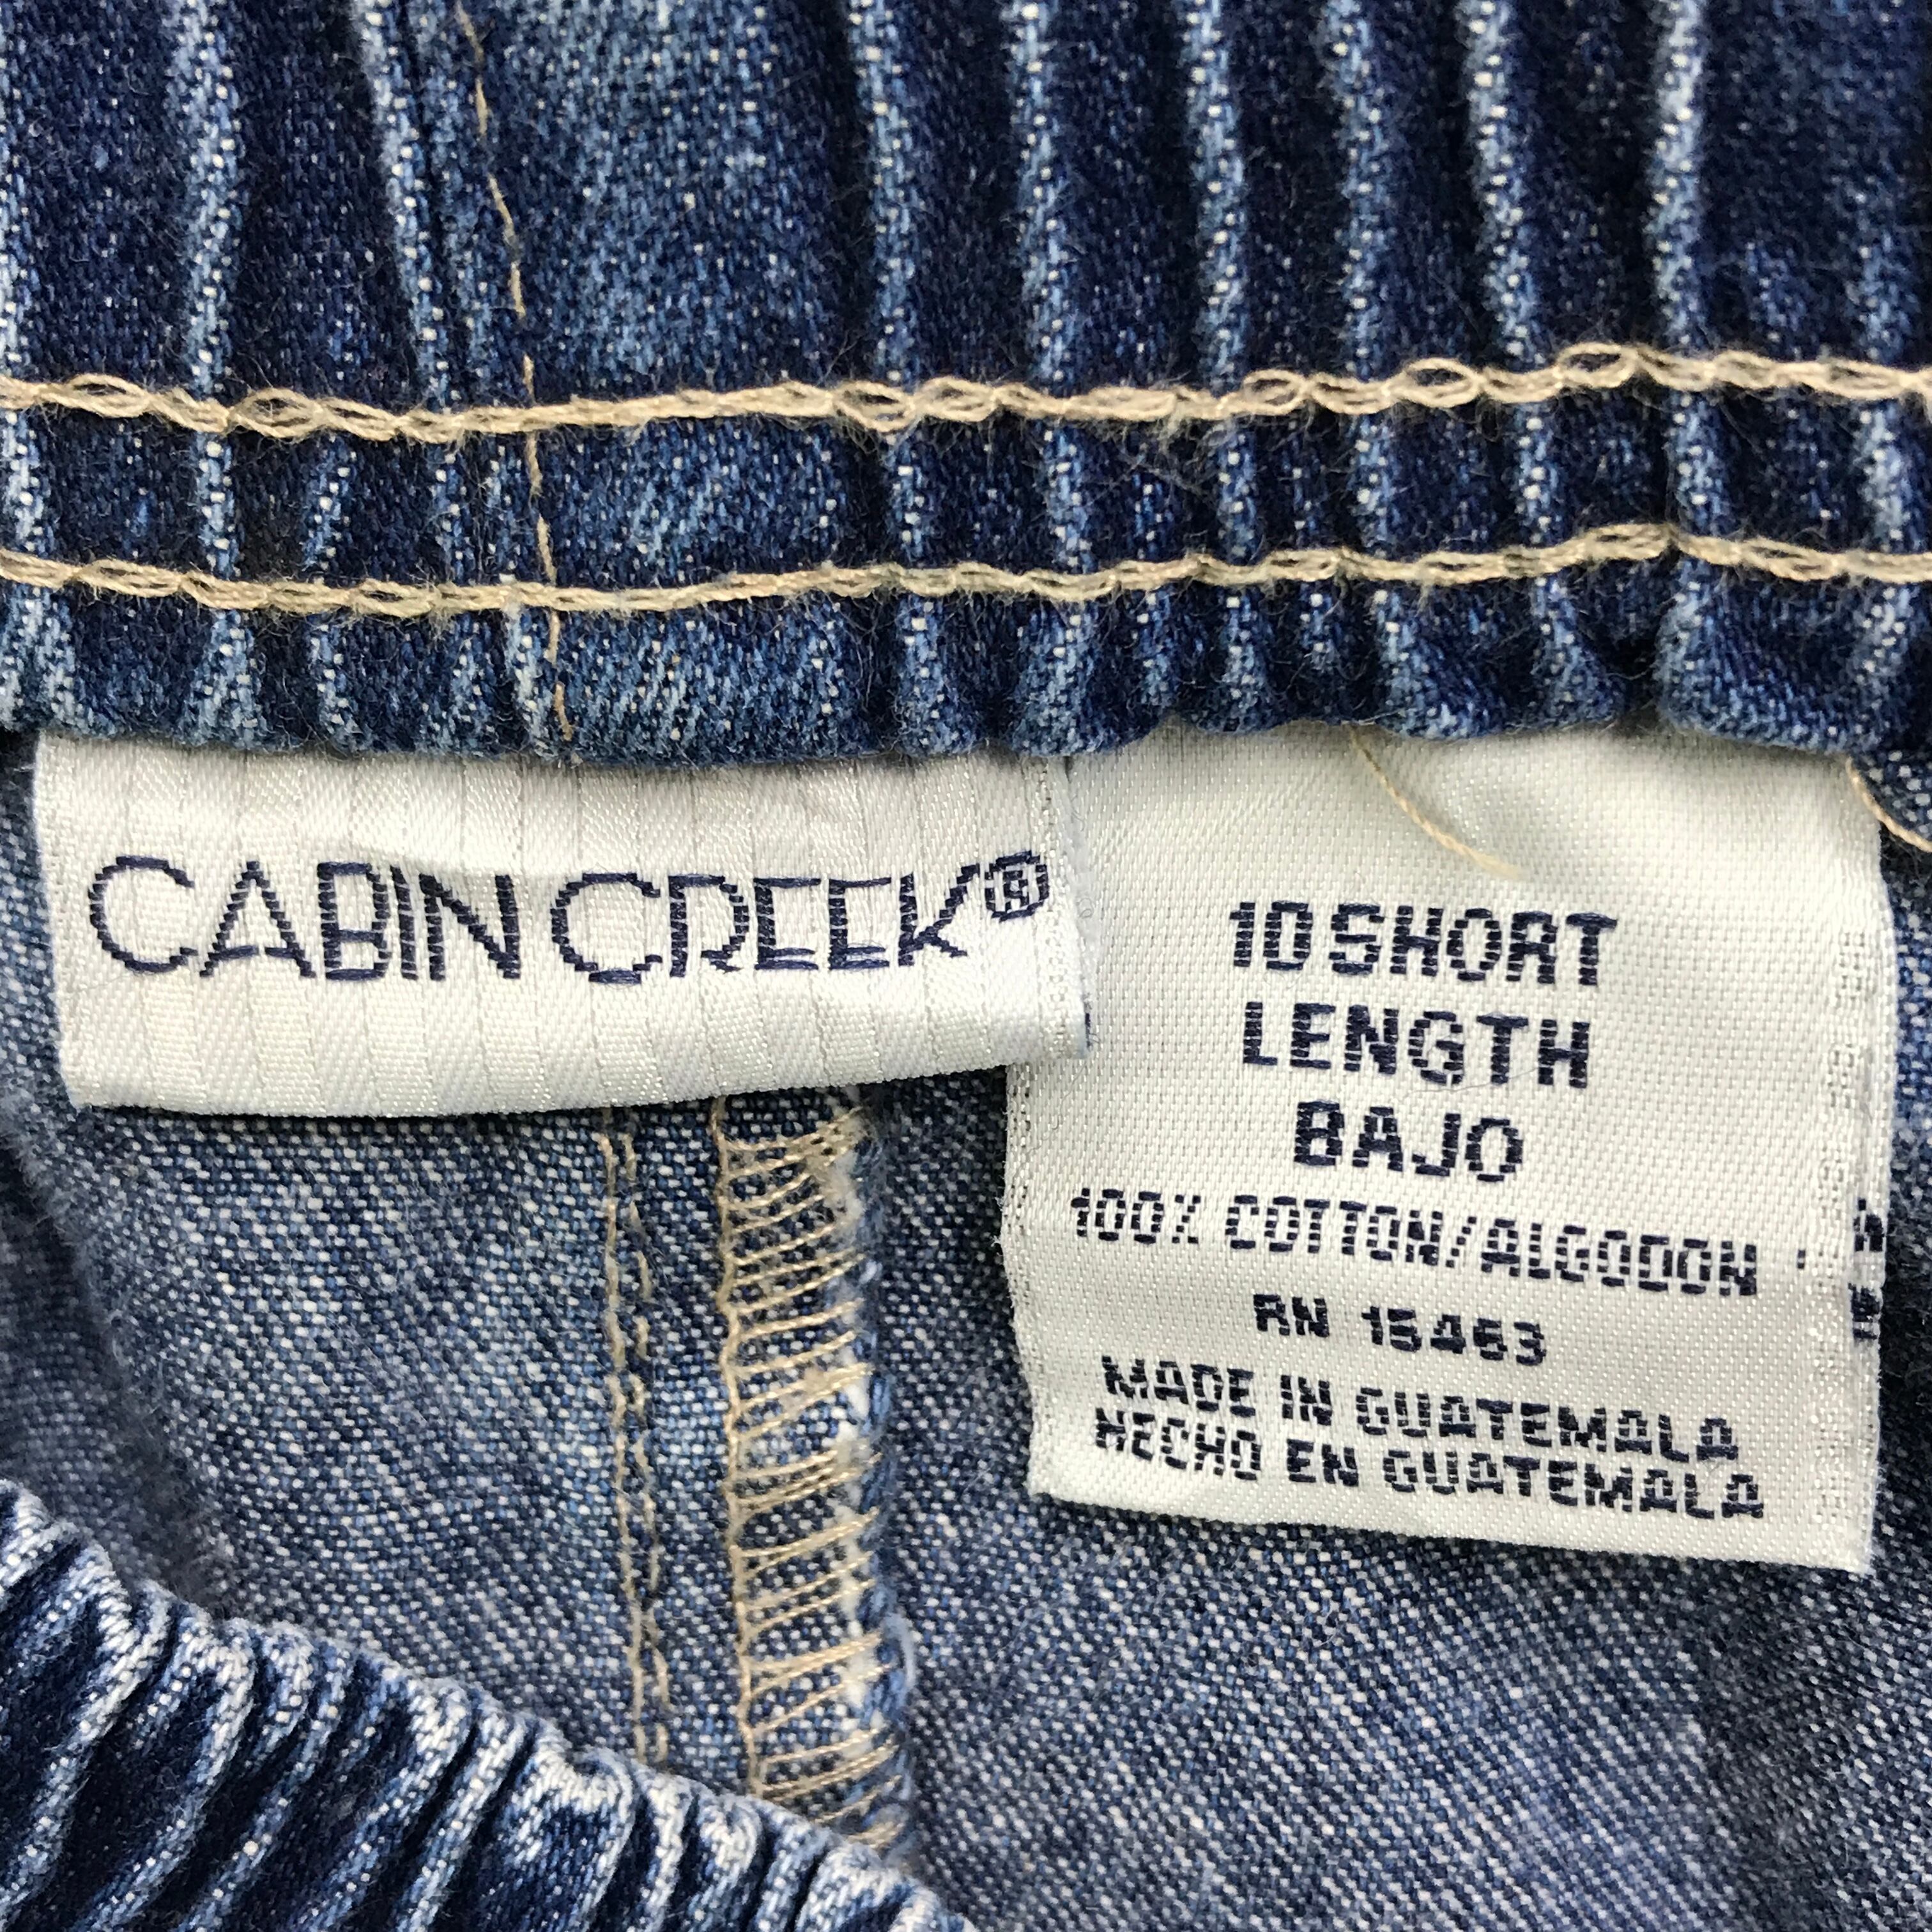 CABIN CREEK®
10 SHORT
LENGTH
BAJO
100% COTTON/ALGODON
RN 15463
MADE IN GUATEMALA
HECHO EN GUATEMALA